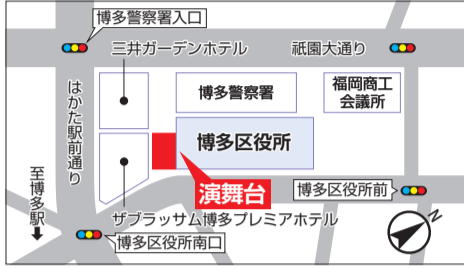 博多警察署入口
三井ガーデンホテル
祇園大通り
はかた駅前通り
博多警察署
福岡商工
会議所
博多区役所
演舞台
博多区役所前
至博多駅
ザブラッサム博多プレミアホテル
博多区役所南口
N